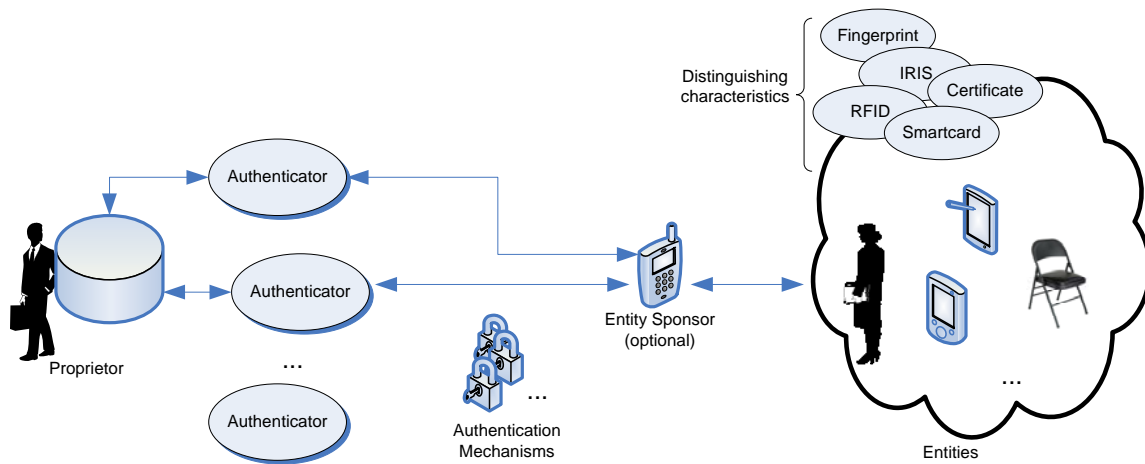 Fingerprint
IRIS
Distinguishing
characteristics
Certificate
RFID
Smartcard
Authenticator
Authenticator
Entity Sponsor
(optional)
Proprietor
...
...
...
Authenticator
Authentication
Mechanisms
Entities